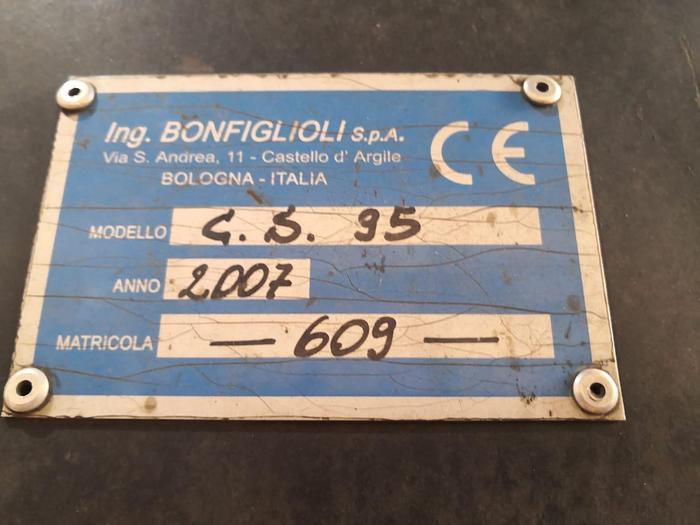 Ing. BONFIGLIOLI S.p.A.
Via S. Andrea, 11 - Castello d' Argile
BOLOGNA - ITALIA
CE
MODELLO C. S. 95
ANNO 2007
MATRICOLA — 609 —